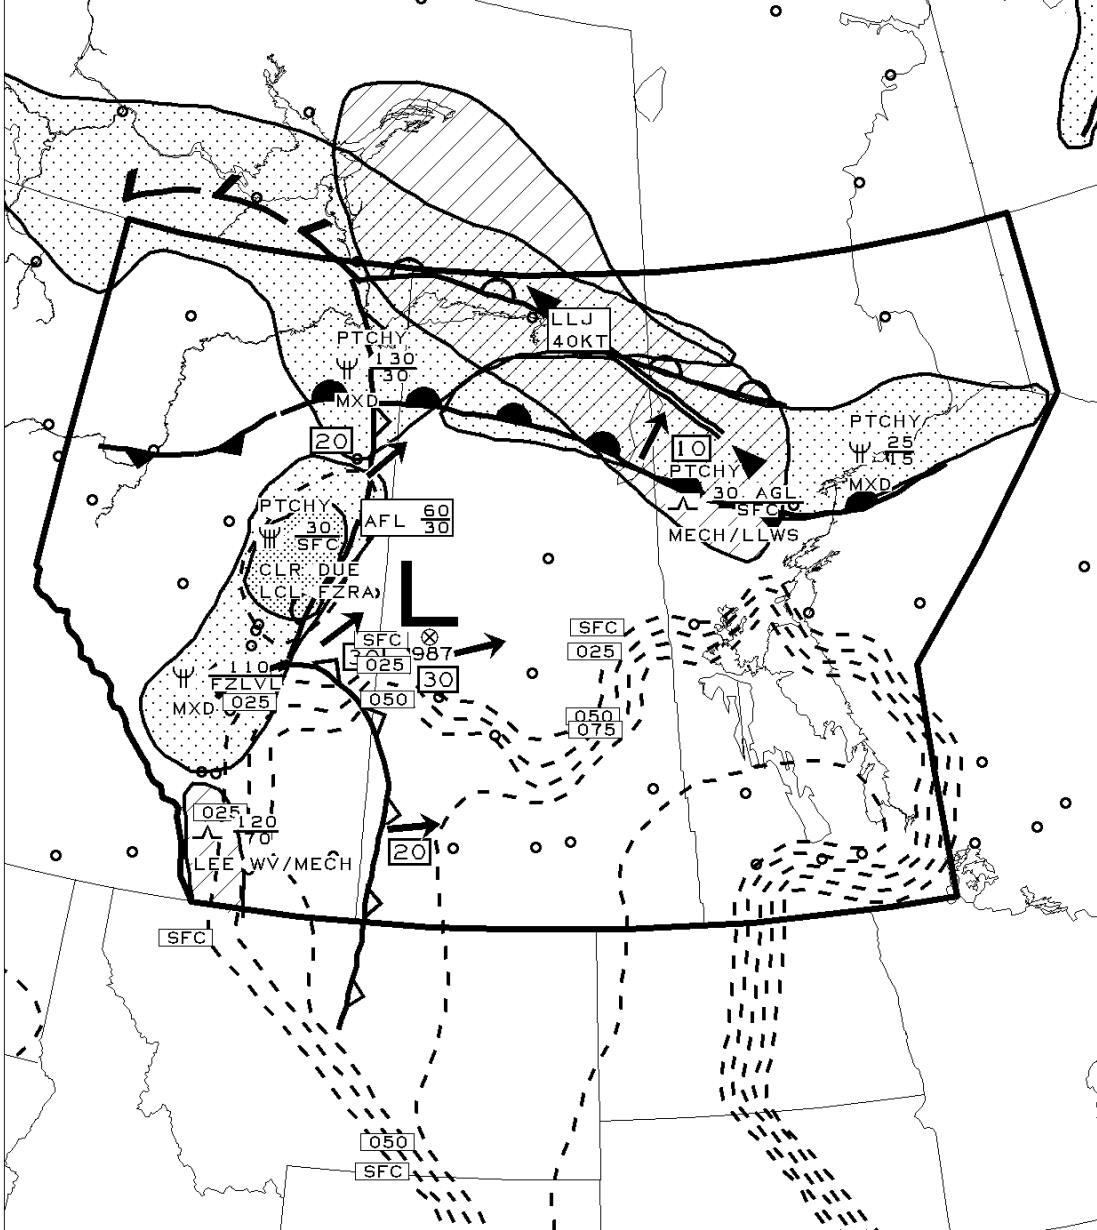 LLJ
40KT
PTCHY
130
30
MXD
20
10
PTCHY
30 AGL
SFC
MECH/LLWS
PTCHY
25
15
MXD
PTCHY
30
SFC
CLR DUE
LCL FZRA
AFL 60
30
L
987
SFC
30
025
30
050
110
FZLVL
MXD
025
SFC
025
050
075
025
120
70
LEE WV/MECH
20
SFC
050
SFC